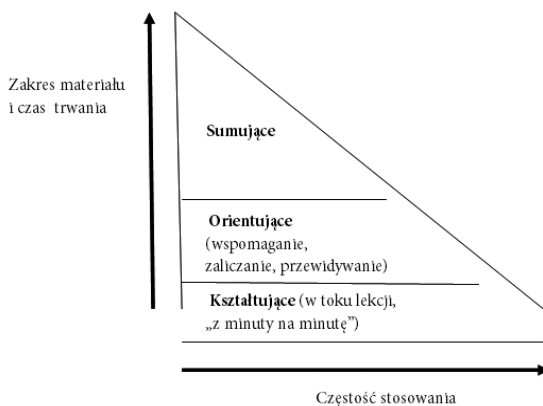 Zakres materiału
i czas trwania
Sumujące
Orientujące
(wspomaganie,
zaliczanie, przewidywanie)
Kształtujące (w toku lekcji,
„z minuty na minutę”)
Częstość stosowania